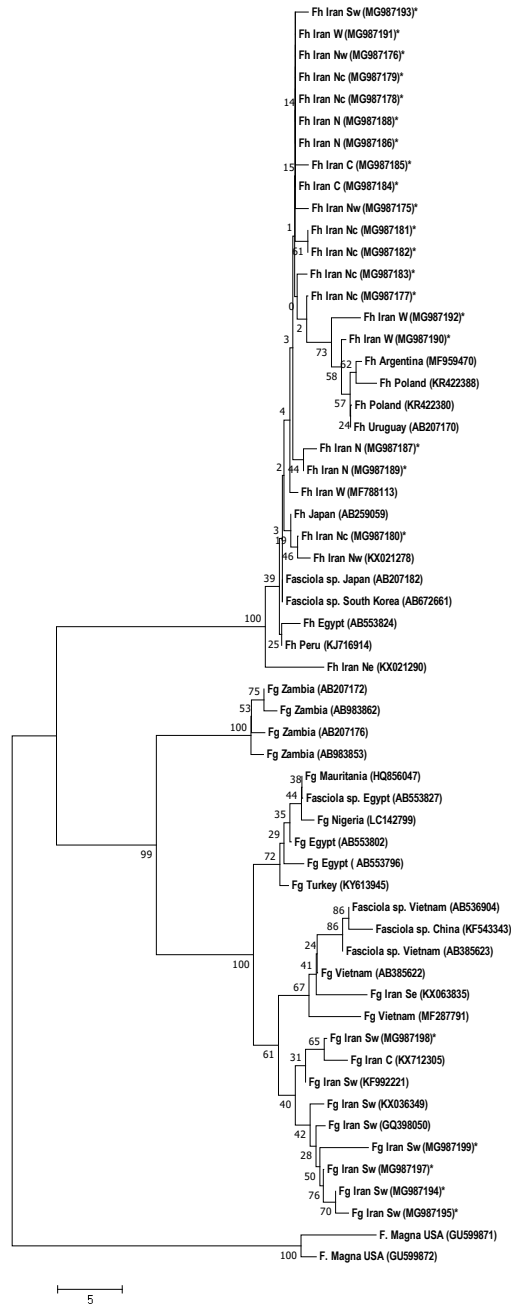 Fh Iran Sw (MG987193)*
Fh Iran W (MG987191)*
Fh Iran Nw (MG987176)*
Fh Iran Nc (MG987179)*
Fh Iran Nc (MG987178)*
14
Fh Iran N (MG987188)*
Fh Iran N (MG987186)*
15
Fh Iran C (MG987185)*
Fh Iran C (MG987184)*
Fh Iran Nw (MG987175)*
1
Fh Iran Nc (MG987181)*
61
Fh Iran Nc (MG987182)*
Fh Iran Nc (MG987183)*
0
Fh Iran Nc (MG987177)*
2
Fh Iran W (MG987192)*
3
Fh Iran W (MG987190)*
73
62
Fh Argentina (MF959470)
58
Fh Poland (KR422388)
57
Fh Poland (KR422380)
4
24
Fh Uruguay (AB207170)
Fh Iran N (MG987187)*
2
44
Fh Iran N (MG987189)*
Fh Iran W (MF788113)
Fh Japan (AB259059)
3
19
Fh Iran Nc (MG987180)*
46
Fh Iran Nw (KX021278)
39
Fasciola sp. Japan (AB207182)
Fasciola sp. South Korea (AB672661)
100
Fh Egypt (AB553824)
25
Fh Peru (KJ716914)
Fh Iran Ne (KX021290)
75
Fg Zambia (AB207172)
53
Fg Zambia (AB983862)
100
Fg Zambia (AB207176)
Fg Zambia (AB983853)
38
Fg Mauritania (HQ856047)
44
Fasciola sp. Egypt (AB553827)
35
Fg Nigeria (LC142799)
29
Fg Egypt (AB553802)
99
72
Fg Egypt ( AB553796)
Fg Turkey (KY613945)
86
Fasciola sp. Vietnam (AB536904)
86
Fasciola sp. China (KF543343)
24
Fasciola sp. Vietnam (AB385623)
100
41
Fg Vietnam (AB385622)
67
Fg Iran Se (KX063835)
Fg Vietnam (MF287791)
65
Fg Iran Sw (MG987198)*
61
31
Fg Iran C (KX712305)
Fg Iran Sw (KF992221)
40
Fg Iran Sw (KX036349)
42
Fg Iran Sw (GQ398050)
28
Fg Iran Sw (MG987199)*
50
Fg Iran Sw (MG987197)*
76
Fg Iran Sw (MG987194)*
70
Fg Iran Sw (MG987195)*
F. Magna USA (GU599871)
100
F. Magna USA (GU599872)
5